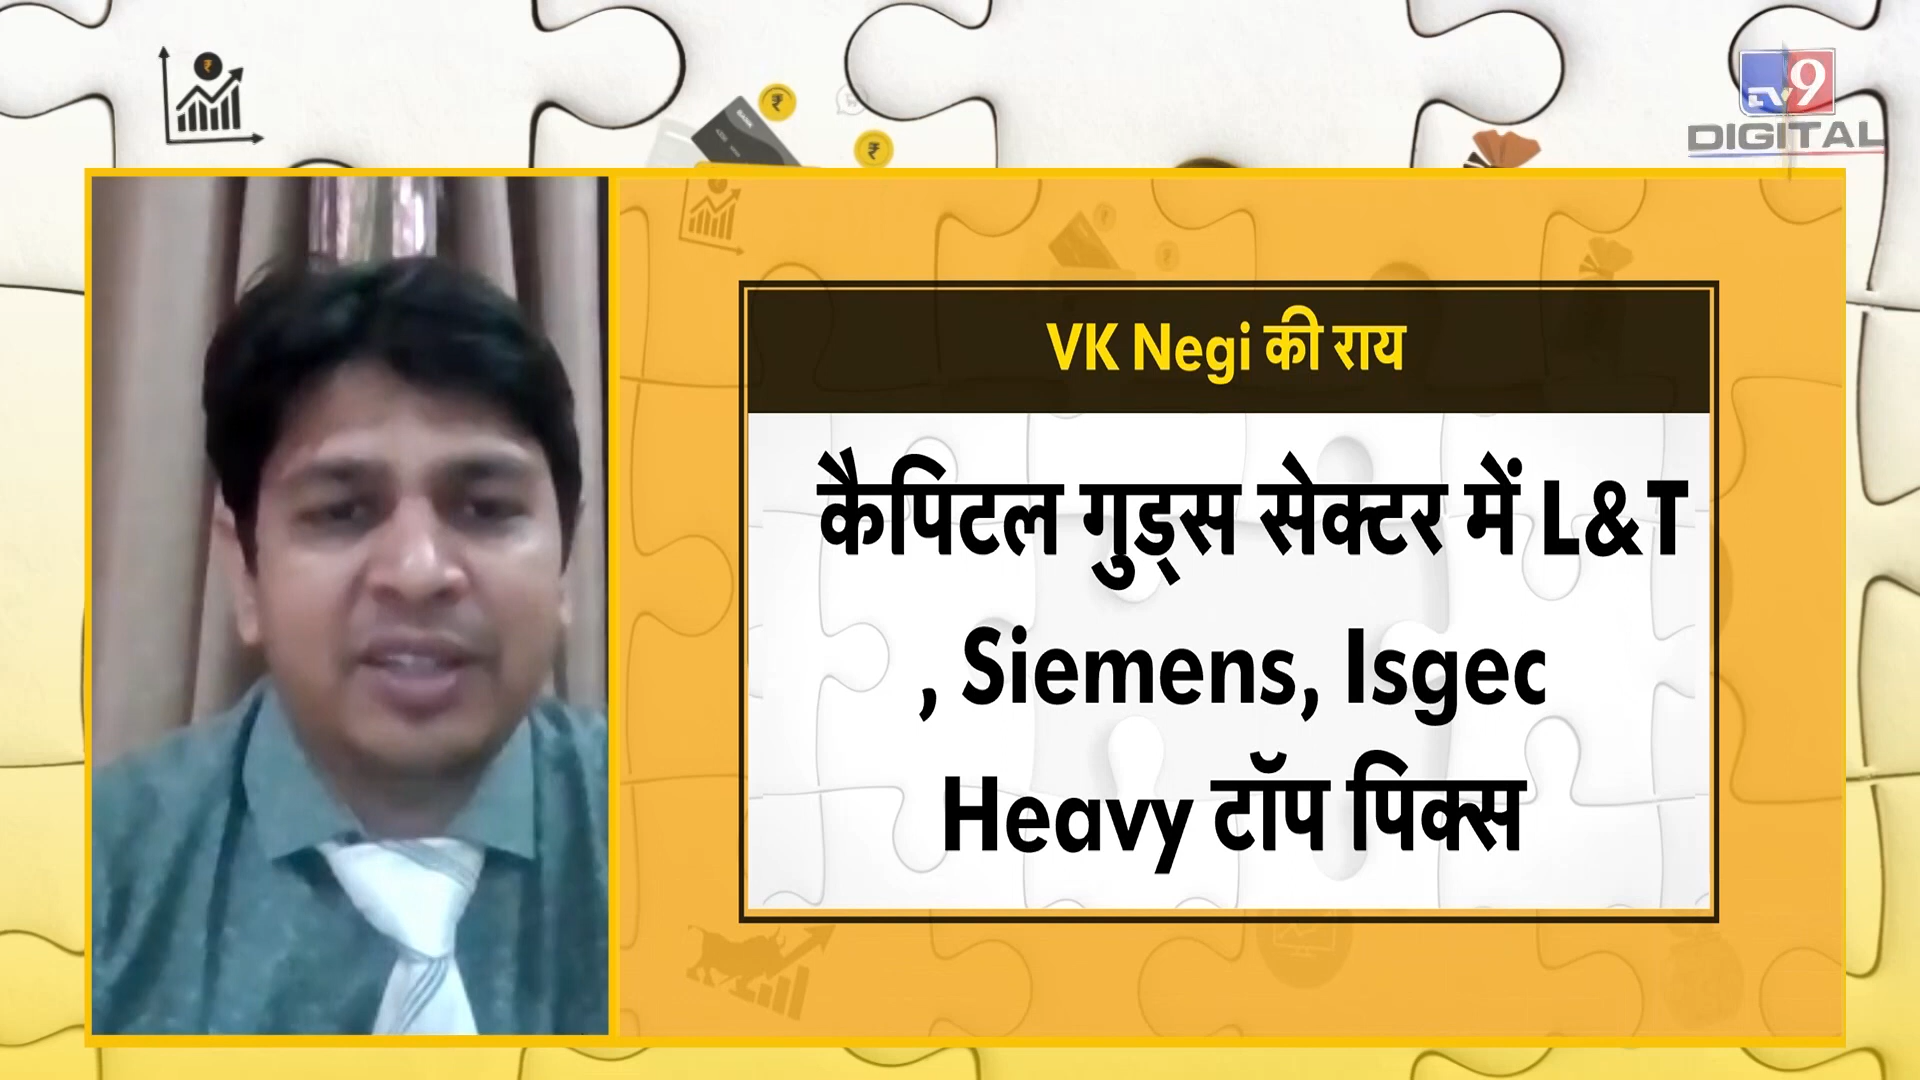 TV9
DIGITAL
VK Negi की राय
कैपिटल गुड्स सेक्टर में L&T
, Siemens, Isgec
Heavy टॉप पिक्स